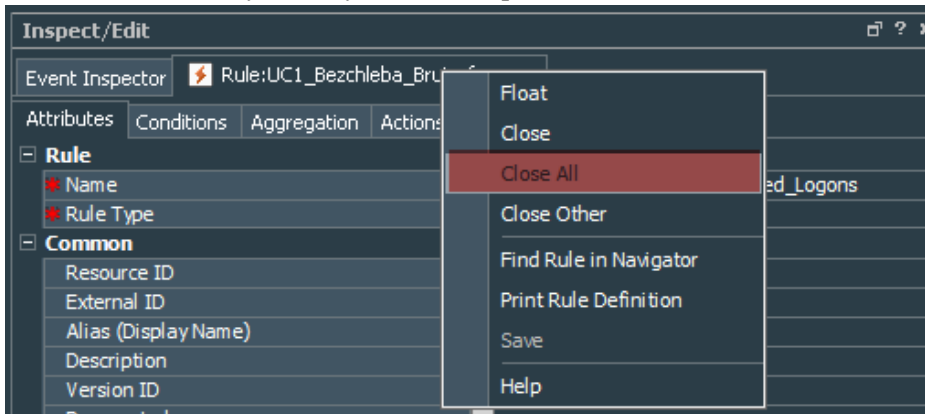 Inspect/Edit ?
Event Inspector Rule:UC1_Bezchleba_Bru
Attributes Conditions Aggregation Actions
Rule
Name ed_Logons
Rule Type
Common
Resource ID
External ID
Alias (Display Name)
Description
Version ID
Float
Close
Close All
Close Other
Find Rule in Navigator
Print Rule Definition
Save
Help